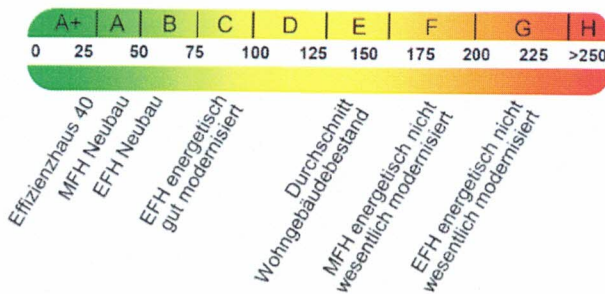 A+ A B C D E F G H
0 25 50 75 100 125 150 175 200 225 >250
Effizienzhaus 40
MFH Neubau
EFH Neubau
EFH energetisch
gut modernisiert
Durchschnitt
Wohngebäudebestand
MFH energetisch nicht
wesentlich modernisiert
EFH energetisch nicht
wesentlich modernisiert